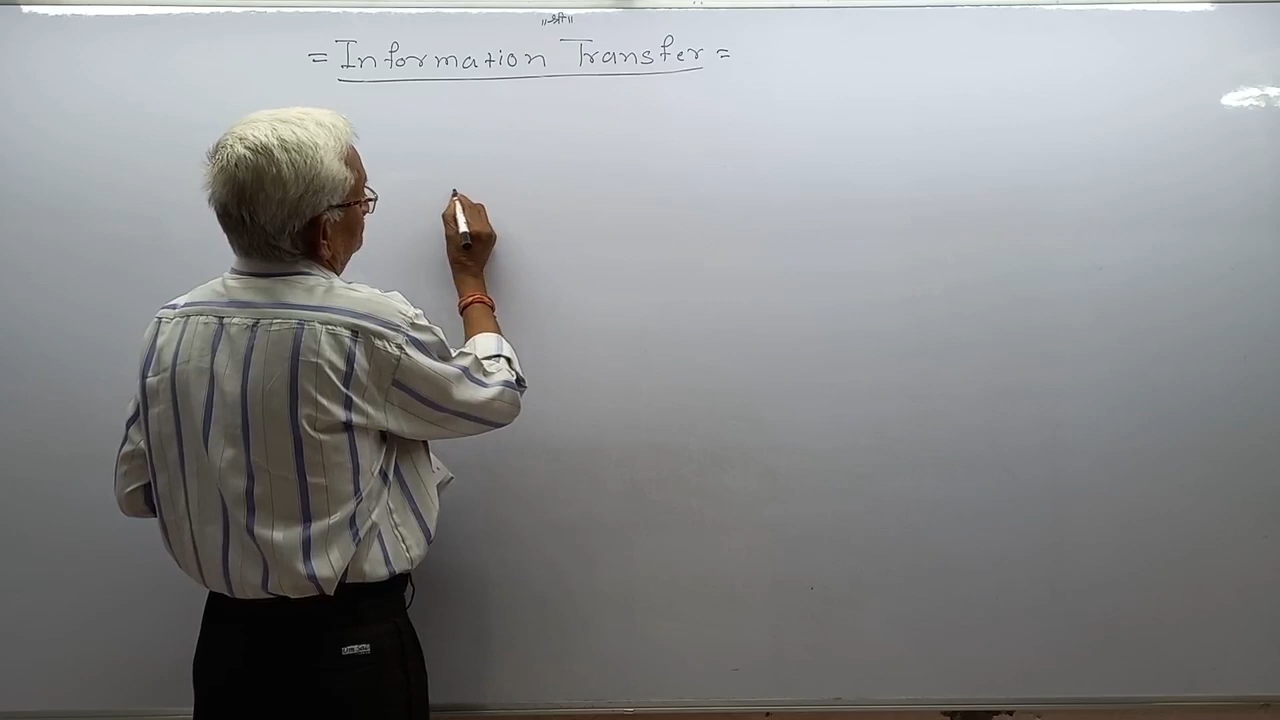 ॥श्री॥
= Information Transfer =